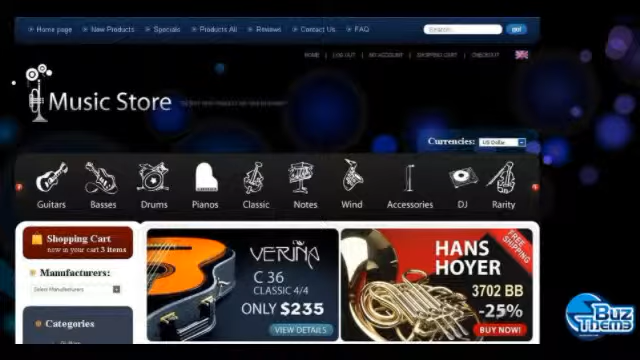 Home page New Products Specials Products All Reviews Contact Us FAQ
Search...
go!
HOME | LOG OUT | MY ACCOUNT | SHOPPING CART | CHECKOUT
Music Store
Currencies: US Dollar
Guitars Basses Drums Pianos Classic Notes Wind Accessories DJ Rarity
Shopping Cart
now in your cart 3 items
Manufacturers:
Select Manufacturers
Categories
VERIÑA
C 36
CLASSIC 4/4
ONLY $235
VIEW DETAILS
FREE SHIPPING
HANS
HOYER
3702 BB
-25%
BUY NOW!
Buz
Them3